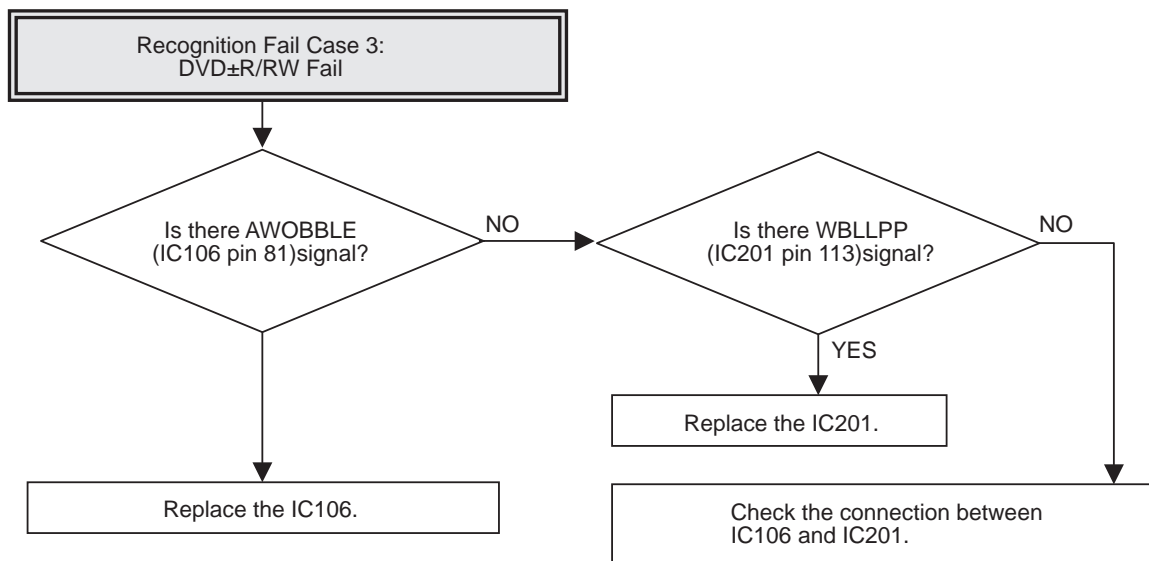 Recognition Fail Case 3:
DVD±R/RW Fail
Is there AWOBBLE
(IC106 pin 81)signal?
NO
Is there WBLLPP
(IC201 pin 113)signal?
NO
YES
Replace the IC201.
Replace the IC106.
Check the connection between
IC106 and IC201.